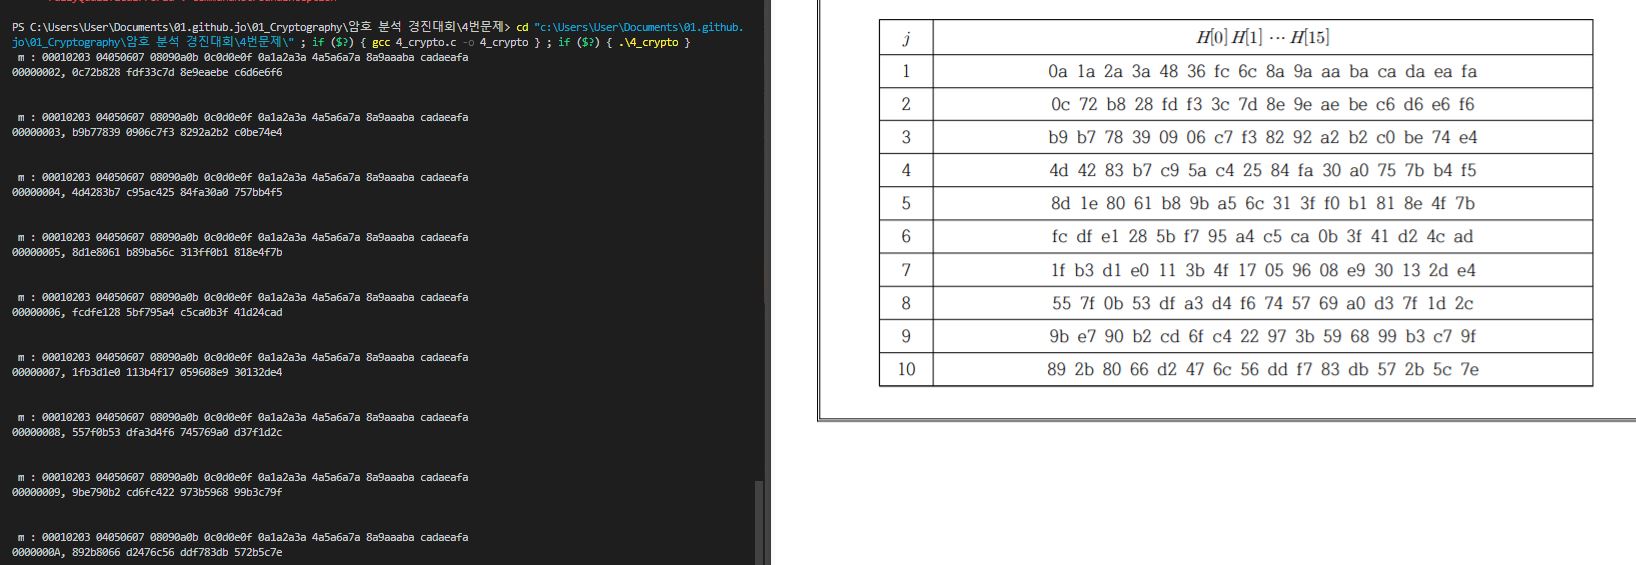 PS C:\Users\User\Documents\01.github.jo\01_Cryptography\암호 분석 경진대회\4번문제> cd "c:\Users\User\Documents\01.github.
jo\01_Cryptography\암호 분석 경진대회\4번문제\" ; if ($?) { gcc 4_crypto.c -o 4_crypto } ; if ($?) { .\4_crypto }
m : 00010203 04050607 08090a0b 0c0d0e0f 0a1a2a3a 4a5a6a7a 8a9aaaba cadaeafa
00000002, 0c72b828 fdf33c7d 8e9eaebe c6d6e6f6
m : 00010203 04050607 08090a0b 0c0d0e0f 0a1a2a3a 4a5a6a7a 8a9aaaba cadaeafa
00000003, b9b77839 0906c7f3 8292a2b2 c0be74e4
m : 00010203 04050607 08090a0b 0c0d0e0f 0a1a2a3a 4a5a6a7a 8a9aaaba cadaeafa
00000004, 4d4283b7 c95ac425 84fa30a0 757bb4f5
m : 00010203 04050607 08090a0b 0c0d0e0f 0a1a2a3a 4a5a6a7a 8a9aaaba cadaeafa
00000005, 8d1e8061 b89ba56c 313ff0b1 818e4f7b
m : 00010203 04050607 08090a0b 0c0d0e0f 0a1a2a3a 4a5a6a7a 8a9aaaba cadaeafa
00000006, fcdfe128 5bf795a4 c5ca0b3f 41d24cad
m : 00010203 04050607 08090a0b 0c0d0e0f 0a1a2a3a 4a5a6a7a 8a9aaaba cadaeafa
00000007, 1fb3d1e0 113b4f17 059608e9 30132de4
m : 00010203 04050607 08090a0b 0c0d0e0f 0a1a2a3a 4a5a6a7a 8a9aaaba cadaeafa
00000008, 557f0b53 dfa3d4f6 745769a0 d37f1d2c
m : 00010203 04050607 08090a0b 0c0d0e0f 0a1a2a3a 4a5a6a7a 8a9aaaba cadaeafa
00000009, 9be790b2 cd6fc422 973b5968 99b3c79f
m : 00010203 04050607 08090a0b 0c0d0e0f 0a1a2a3a 4a5a6a7a 8a9aaaba cadaeafa
0000000A, 892b8066 d2476c56 ddf783db 572b5c7e
j H[0] H[1] ⋯ H[15]
1 0a 1a 2a 3a 48 36 fc 6c 8a 9a aa ba ca da ea fa
2 0c 72 b8 28 fd f3 3c 7d 8e 9e ae be c6 d6 e6 f6
3 b9 b7 78 39 09 06 c7 f3 82 92 a2 b2 c0 be 74 e4
4 4d 42 83 b7 c9 5a c4 25 84 fa 30 a0 75 7b b4 f5
5 8d 1e 80 61 b8 9b a5 6c 31 3f f0 b1 81 8e 4f 7b
6 fc df e1 28 5b f7 95 a4 c5 ca 0b 3f 41 d2 4c ad
7 1f b3 d1 e0 11 3b 4f 17 05 96 08 e9 30 13 2d e4
8 55 7f 0b 53 df a3 d4 f6 74 57 69 a0 d3 7f 1d 2c
9 9b e7 90 b2 cd 6f c4 22 97 3b 59 68 99 b3 c7 9f
10 89 2b 80 66 d2 47 6c 56 dd f7 83 db 57 2b 5c 7e